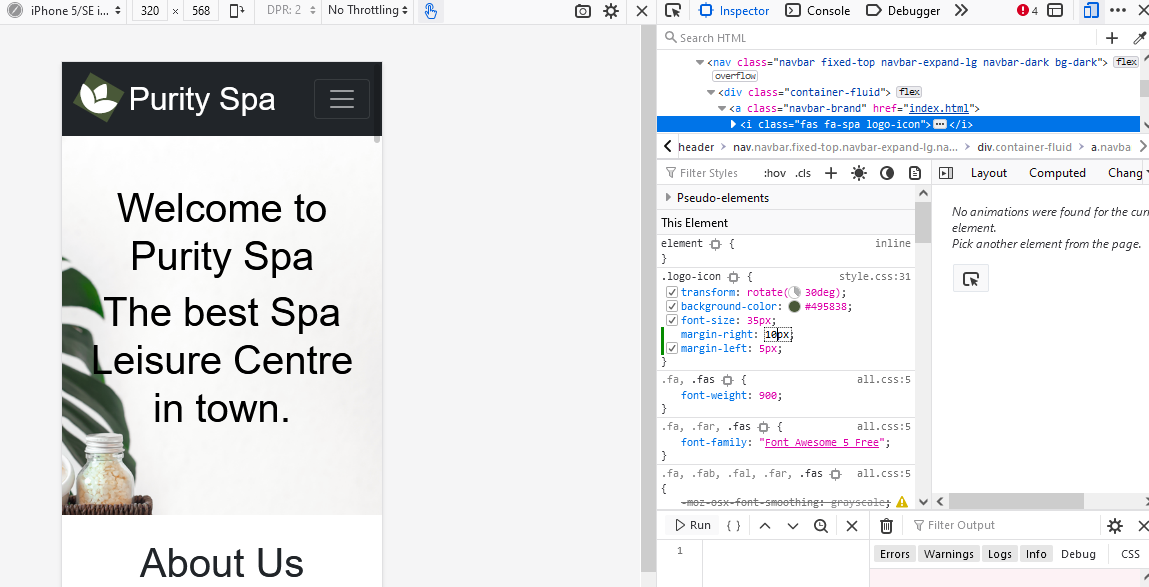 iPhone 5/SE i... 320 × 568 DPR: 2 No Throttling
Inspector Console Debugger 4
Search HTML
<nav class="navbar fixed-top navbar-expand-lg navbar-dark bg-dark"> flex
overflow
<div class="container-fluid"> flex
<a class="navbar-brand" href="index.html">
<i class="fas fa-spa logo-icon"> </i>
header nav.navbar.fixed-top.navbar-expand-lg.na... div.container-fluid a.navba
Filter Styles :hov .cls
Layout Computed Chang
Pseudo-elements
This Element
element { inline
}
.logo-icon { style.css:31
transform: rotate( 30deg);
background-color: #495838;
font-size: 35px;
margin-right: 10px;
margin-left: 5px;
}
.fa, .fas { all.css:5
font-weight: 900;
}
.fa, .far, .fas { all.css:5
font-family: "Font Awesome 5 Free";
}
.fa, .fab, .fal, .far, .fas all.css:5
{
-moz-osx-font-smoothing: grayscale;
No animations were found for the cur
element.
Pick another element from the page.
Run { }
Filter Output
1
Errors Warnings Logs Info Debug CSS
Purity Spa
Welcome to
Purity Spa
The best Spa
Leisure Centre
in town.
About Us